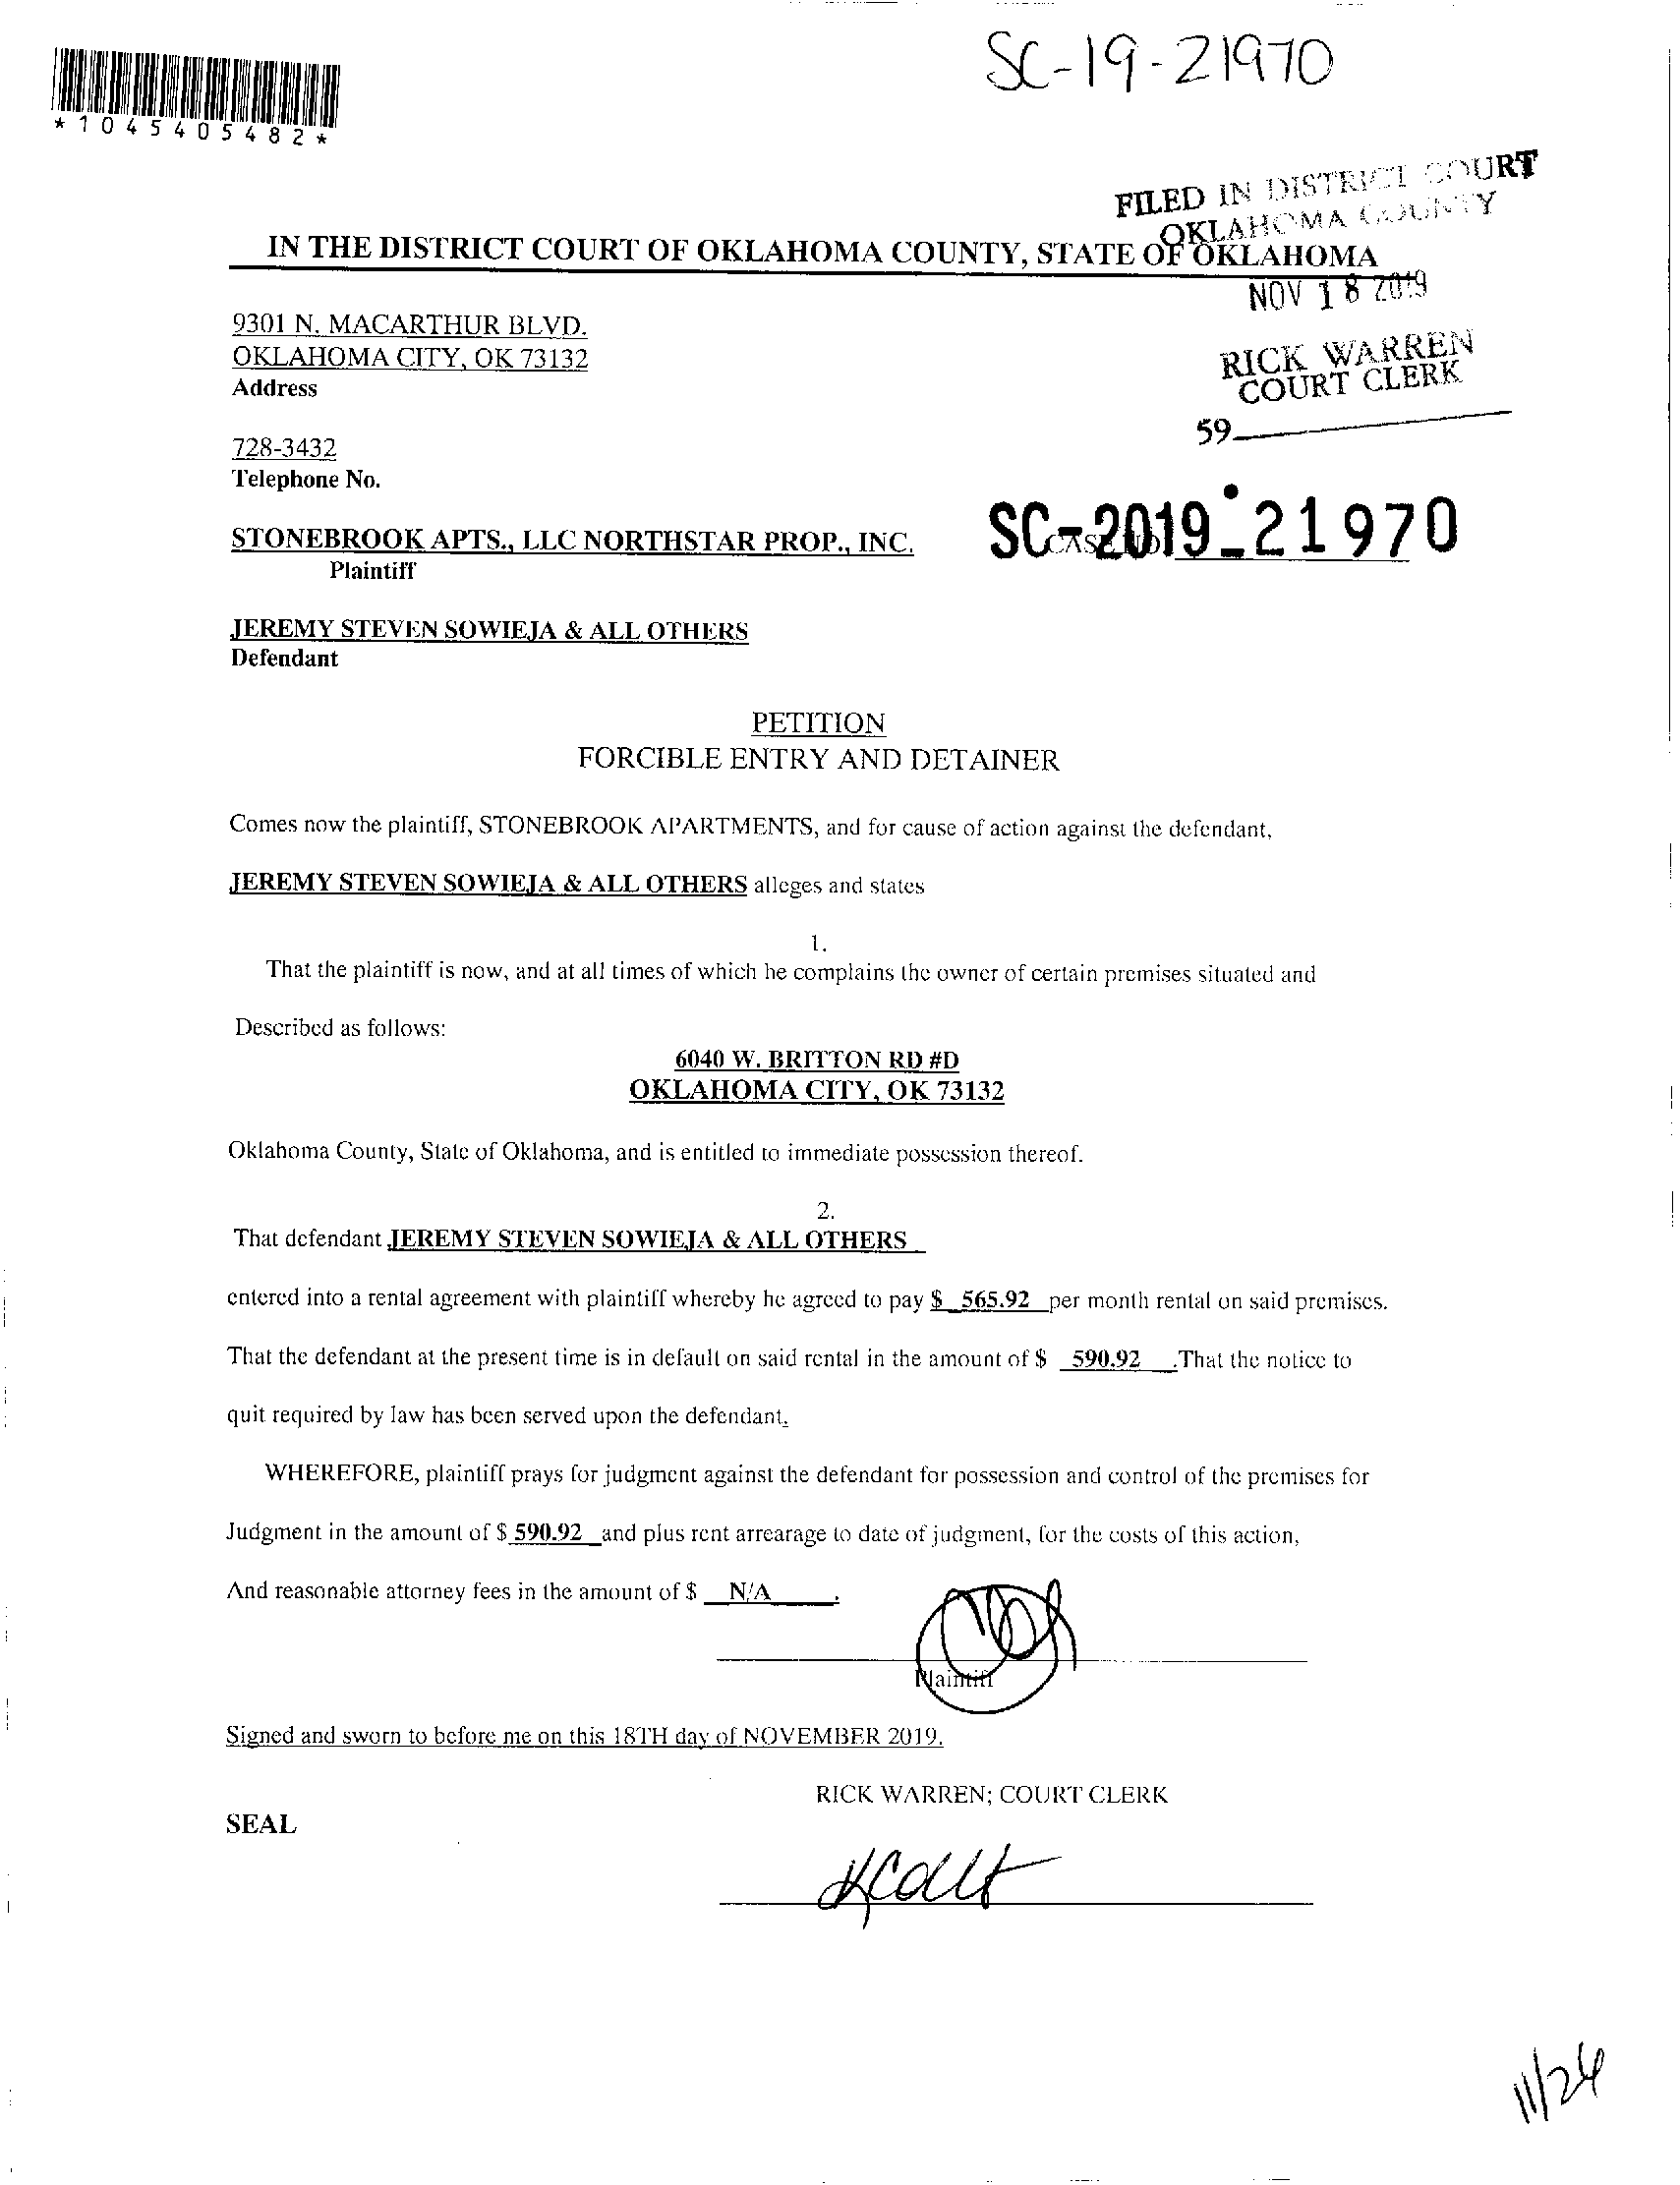 SC-19-21970
*1045405482*
FILED IN DISTRICT COURT
OKLAHOMA COUNTY
IN THE DISTRICT COURT OF OKLAHOMA COUNTY, STATE OF OKLAHOMA
NOV 18 2019
9301 N. MACARTHUR BLVD.
OKLAHOMA CITY, OK 73132
Address
RICK WARREN
COURT CLERK
59
728-3432
Telephone No.
STONEBROOK APTS., LLC NORTHSTAR PROP., INC.
SC-2019-21970
Plaintiff
JEREMY STEVEN SOWIEJA & ALL OTHERS
Defendant
PETITION
FORCIBLE ENTRY AND DETAINER
Comes now the plaintiff, STONEBROOK APARTMENTS, and for cause of action against the defendant,
JEREMY STEVEN SOWIEJA & ALL OTHERS alleges and states
1.
That the plaintiff is now, and at all times of which he complains the owner of certain premises situated and
Described as follows:
6040 W. BRITTON RD #D
OKLAHOMA CITY, OK 73132
Oklahoma County, State of Oklahoma, and is entitled to immediate possession thereof.
2.
That defendant JEREMY STEVEN SOWIEJA & ALL OTHERS
entered into a rental agreement with plaintiff whereby he agreed to pay $ 565.92 per month rental on said premises.
That the defendant at the present time is in default on said rental in the amount of $ 590.92 .That the notice to
quit required by law has been served upon the defendant.
WHEREFORE, plaintiff prays for judgment against the defendant for possession and control of the premises for
Judgment in the amount of $ 590.92 and plus rent arrearage to date of judgment, for the costs of this action,
And reasonable attorney fees in the amount of $ N/A .
Plaintiff
Signed and sworn to before me on this 18TH day of NOVEMBER 2019.
RICK WARREN; COURT CLERK
SEAL
11/26